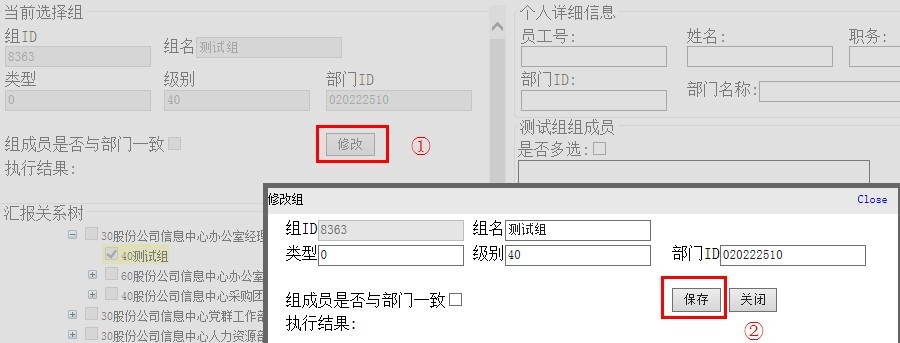 当前选择组
组ID
8363
组名 测试组
类型
0
级别
40
部门ID
020222510
组成员是否与部门一致
修改
①
执行结果:
汇报关系树
30股份公司信息中心办公室经理
40测试组
60股份公司信息中心办公室
40股份公司信息中心采购团
30股份公司信息中心党群工作部
30股份公司信息中心人力资源部
个人详细信息
员工号:
姓名:
职务:
部门ID:
部门名称:
测试组组成员
是否多选:
修改组
Close
组ID 8363
组名 测试组
类型 0
级别 40
部门ID 020222510
组成员是否与部门一致
保存
关闭
执行结果:
②